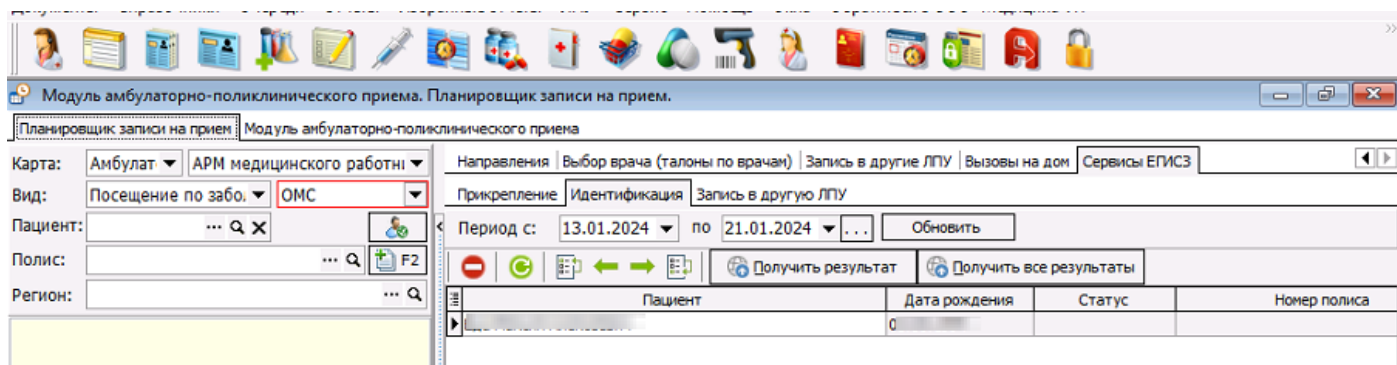 Модуль амбулаторно-поликлинического приема. Планировщик записи на прием.
Планировщик записи на прием Модуль амбулаторно-поликлинического приема
Карта: Амбулат АРМ медицинского работни
Направления Выбор врача (талоны по врачам) Запись в другие ЛПУ Вызовы на дом Сервисы ЕГИСЗ
Вид: Посещение по забо. ОМС
Прикрепление Идентификация Запись в другую ЛПУ
Пациент:
Период с: 13.01.2024 по 21.01.2024 ... Обновить
Полис: ... F2
Получить результат Получить все результаты
Регион: ...
Пациент Дата рождения Статус Номер полиса